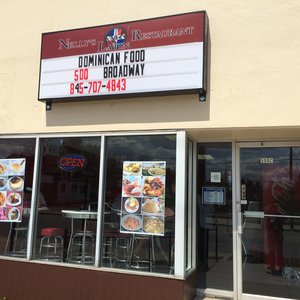 Nelly's Restaurant
Latin
DOMINICAN FOOD
500 BROADWAY
845-707-4843
OPEN